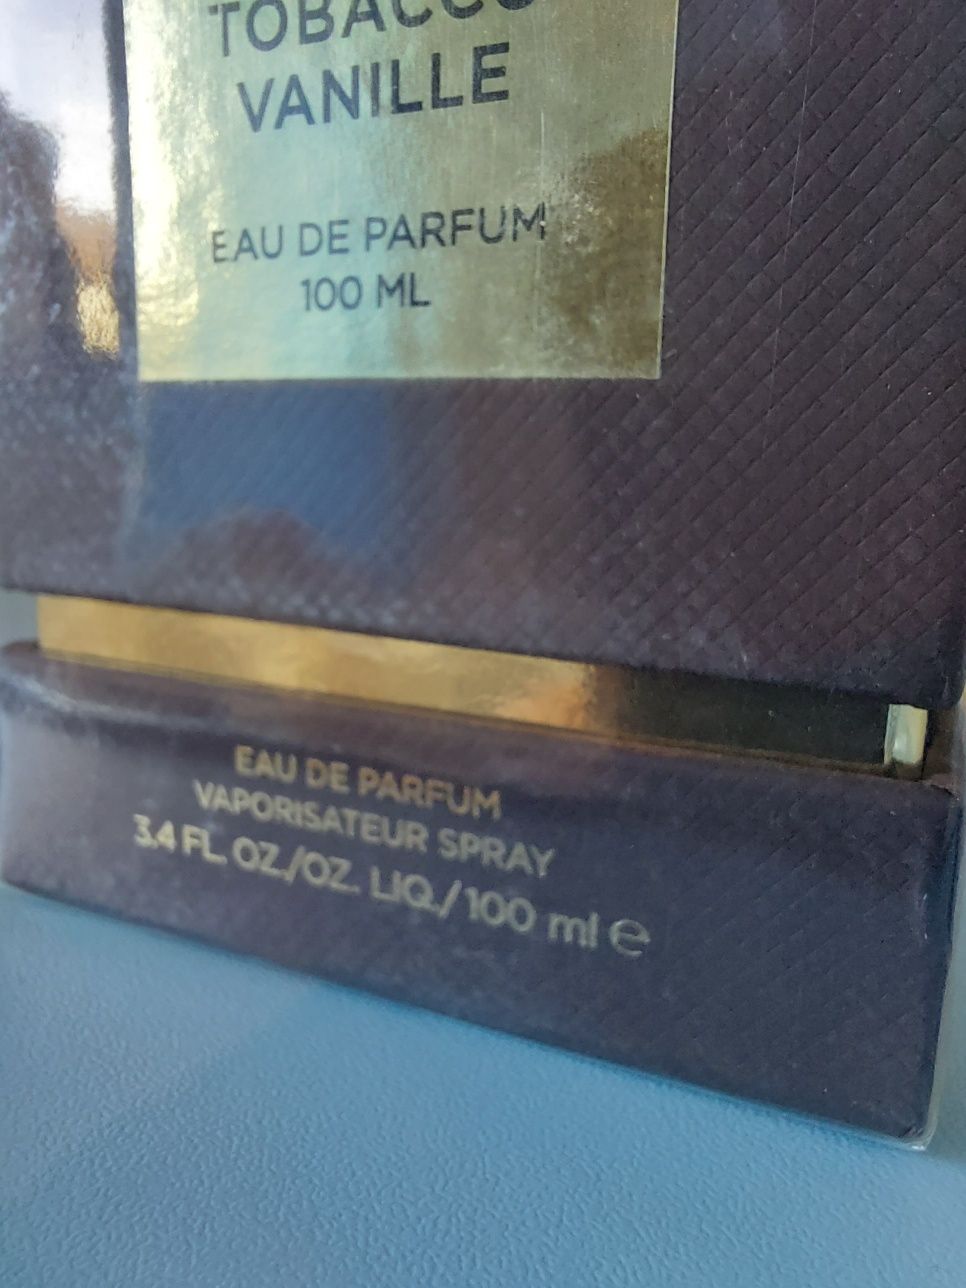 TOBACCO
VANILLE
EAU DE PARFUM
100 ML
EAU DE PARFUM
VAPORISATEUR SPRAY
3.4 FL. OZ./OZ. LIQ./100 ml ℮